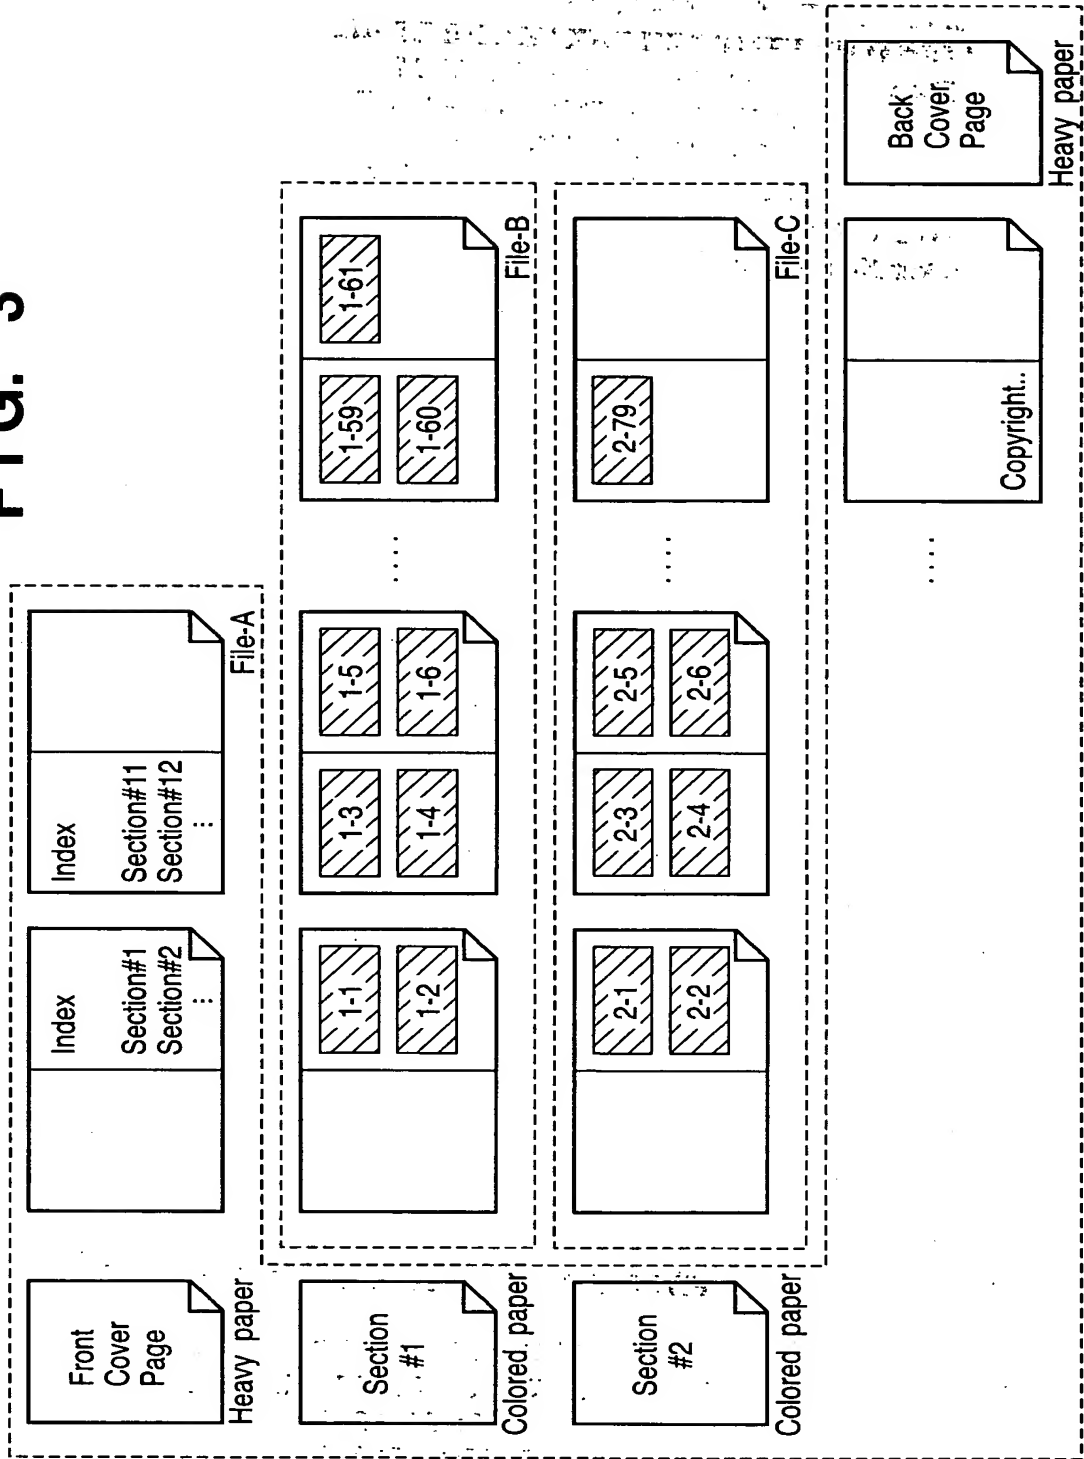 FIG. 3
Front
Cover
Page
Heavy paper
Index
Section#1
Section#2
⋮
Index
Section#11
Section#12
⋮
File-A
Section
#1
Colored paper
1-1
1-2
1-3
1-4
1-5
1-6
....
1-59
1-60
1-61
File-B
Section
#2
Colored paper
2-1
2-2
2-3
2-4
2-5
2-6
....
2-79
File-C
....
Copyright..
Back
Cover
Page
Heavy paper